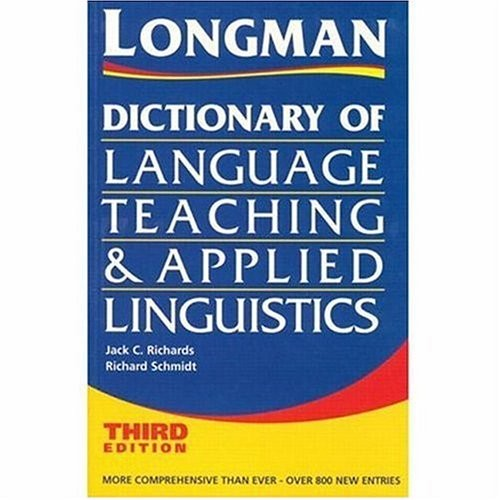 LONGMAN
DICTIONARY OF
LANGUAGE
TEACHING
& APPLIED
LINGUISTICS
Jack C. Richards
Richard Schmidt
THIRD
EDITION
MORE COMPREHENSIVE THAN EVER - OVER 800 NEW ENTRIES